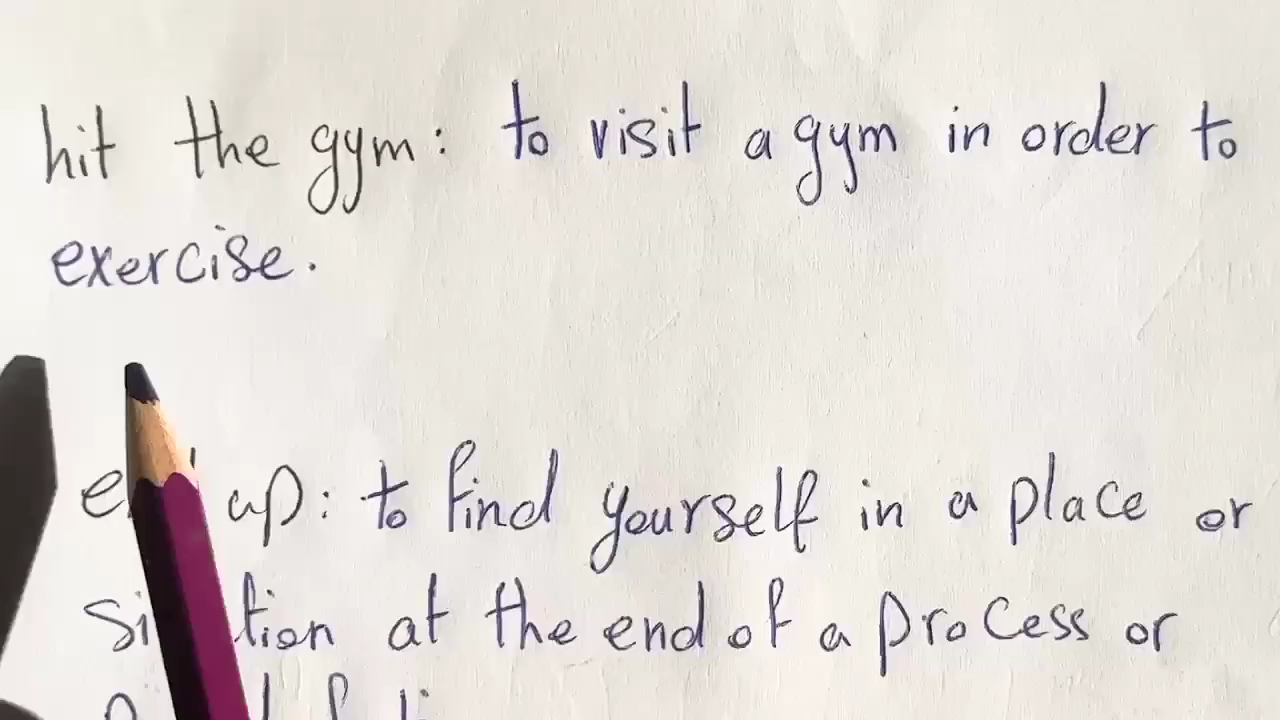 hit the gym: to visit a gym in order to
exercise.
up: to find yourself in a place or
at the end of a process or